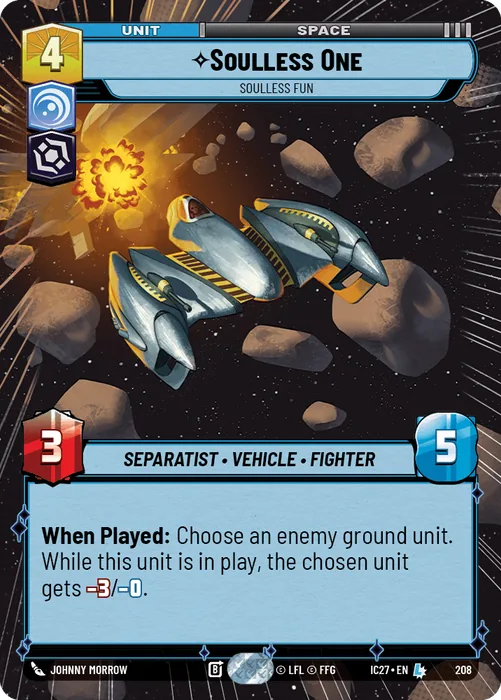 UNIT
SPACE
4
✧SOULLESS ONE
SOULLESS FUN
3
5
SEPARATIST • VEHICLE • FIGHTER
When Played: Choose an enemy ground unit.
While this unit is in play, the chosen unit
gets -3/-0.
JOHNNY MORROW
B
© LFL © FFG
IC27 • EN
208